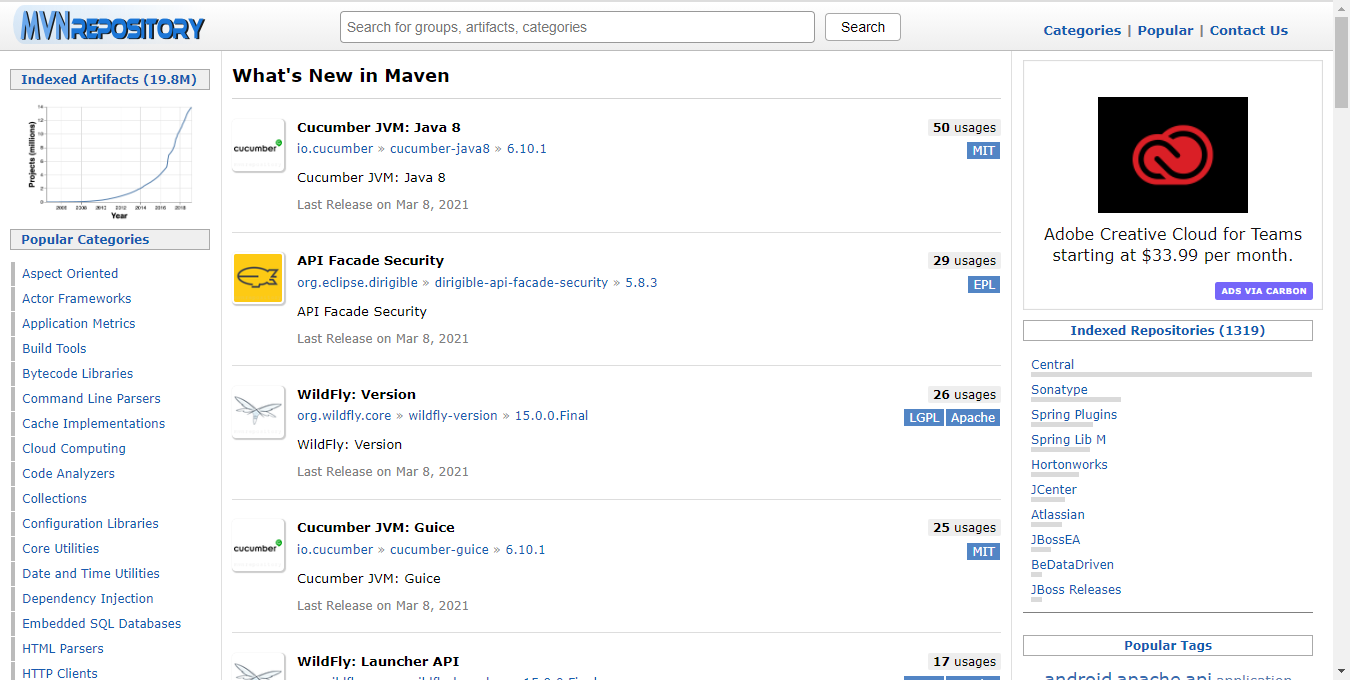 MVNREPOSITORY
Search for groups, artifacts, categories
Search
Categories | Popular | Contact Us
Indexed Artifacts (19.8M)
Projects (millions)
Year
Popular Categories
Aspect Oriented
Actor Frameworks
Application Metrics
Build Tools
Bytecode Libraries
Command Line Parsers
Cache Implementations
Cloud Computing
Code Analyzers
Collections
Configuration Libraries
Core Utilities
Date and Time Utilities
Dependency Injection
Embedded SQL Databases
HTML Parsers
HTTP Clients
What's New in Maven
cucumber
Cucumber JVM: Java 8
50 usages
io.cucumber » cucumber-java8 » 6.10.1
MIT
Cucumber JVM: Java 8
Last Release on Mar 8, 2021
API Facade Security
29 usages
org.eclipse.dirigible » dirigible-api-facade-security » 5.8.3
EPL
API Facade Security
Last Release on Mar 8, 2021
WildFly: Version
26 usages
org.wildfly.core » wildfly-version » 15.0.0.Final
LGPL Apache
WildFly: Version
Last Release on Mar 8, 2021
cucumber
Cucumber JVM: Guice
25 usages
io.cucumber » cucumber-guice » 6.10.1
MIT
Cucumber JVM: Guice
Last Release on Mar 8, 2021
WildFly: Launcher API
17 usages
Adobe Creative Cloud for Teams
starting at $33.99 per month.
ADS VIA CARBON
Indexed Repositories (1319)
Central
Sonatype
Spring Plugins
Spring Lib M
Hortonworks
JCenter
Atlassian
JBossEA
BeDataDriven
JBoss Releases
Popular Tags
android apache api application